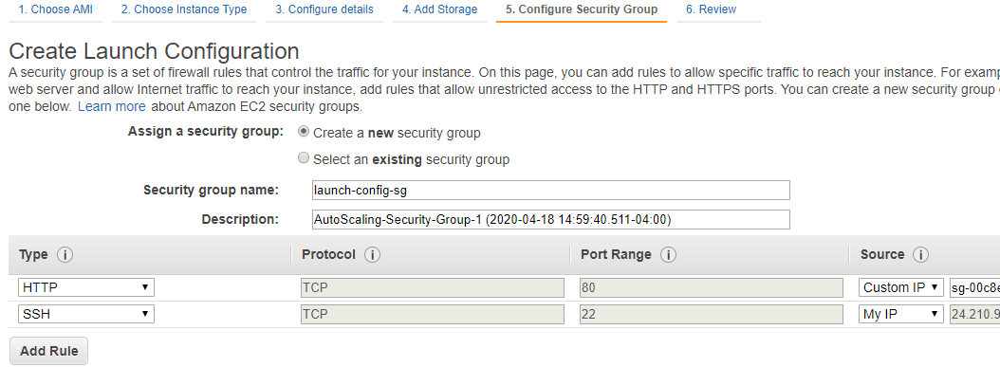 1. Choose AMI 2. Choose Instance Type 3. Configure details 4. Add Storage 5. Configure Security Group 6. Review
Create Launch Configuration
A security group is a set of firewall rules that control the traffic for your instance. On this page, you can add rules to allow specific traffic to reach your instance. For
web server and allow Internet traffic to reach your instance, add rules that allow unrestricted access to the HTTP and HTTPS ports. You can create a new security group
one below. Learn more about Amazon EC2 security groups.
Assign a security group: Create a new security group
Select an existing security group
Security group name: launch-config-sg
Description: AutoScaling-Security-Group-1 (2020-04-18 14:59:40.511-04:00)
Type i Protocol i Port Range i Source i
HTTP TCP 80 Custom IP
SSH TCP 22 My IP
Add Rule